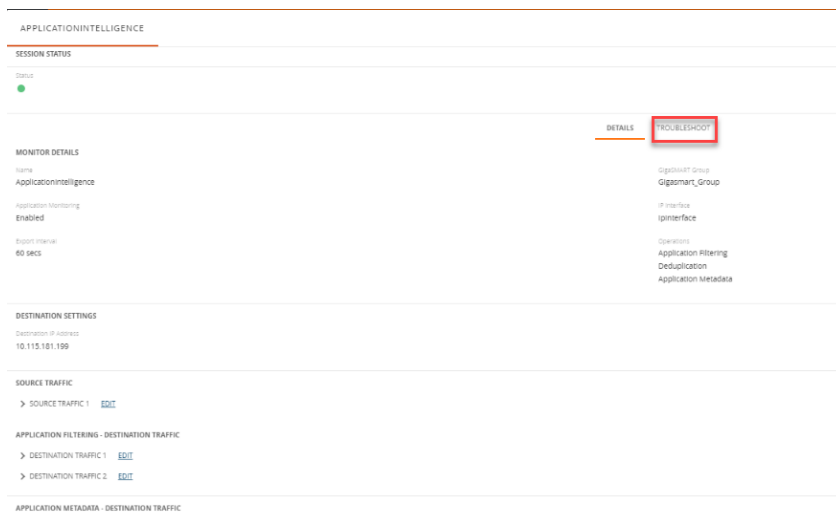 APPLICATIONINTELLIGENCE
SESSION STATUS
Status
DETAILS TROUBLESHOOT
MONITOR DETAILS
Name
Applicationintelligence
GigaSMART Group
Gigasmart_Group
Application Monitoring
Enabled
IP Interface
Ipinterface
Export Interval
60 secs
Operations
Application Filtering
Deduplication
Application Metadata
DESTINATION SETTINGS
Destination IP Address
10.115.181.199
SOURCE TRAFFIC
SOURCE TRAFFIC 1 EDIT
APPLICATION FILTERING - DESTINATION TRAFFIC
DESTINATION TRAFFIC 1 EDIT
DESTINATION TRAFFIC 2 EDIT
APPLICATION METADATA - DESTINATION TRAFFIC